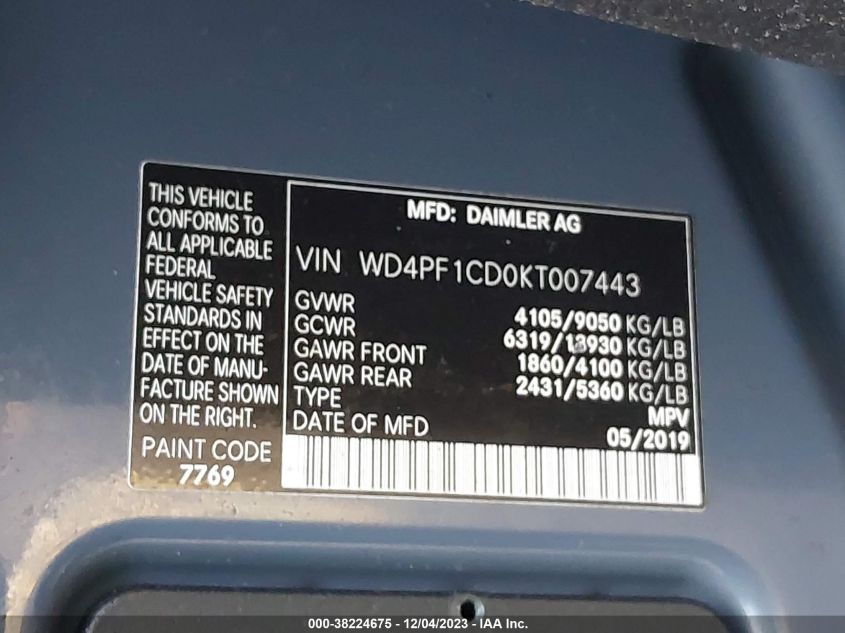 THIS VEHICLE
CONFORMS TO
ALL APPLICABLE
FEDERAL
VEHICLE SAFETY
STANDARDS IN
EFFECT ON THE
DATE OF MANU-
FACTURE SHOWN
ON THE RIGHT.
PAINT CODE
7769
MFD: DAIMLER AG
VIN WD4PF1CD0KT007443
GVWR 4105/9050 KG/LB
GCWR 6319/13930 KG/LB
GAWR FRONT 1860/4100 KG/LB
GAWR REAR 2431/5360 KG/LB
TYPE MPV
DATE OF MFD 05/2019
000-38224675 - 12/04/2023 - IAA Inc.